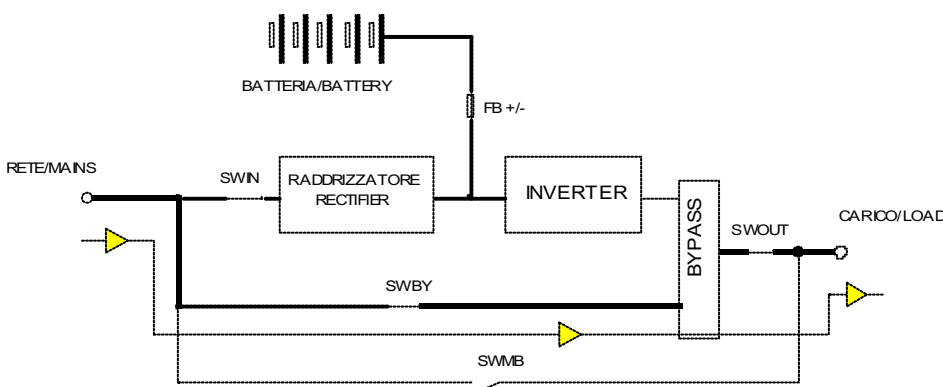 BATTERIA/BATTERY
FB +/-
RETE/MAINS
SWIN
RADDRIZZATORE
RECTIFIER
INVERTER
BYPASS
SWOUT
CARICO/LOAD
SWBY
SWMB